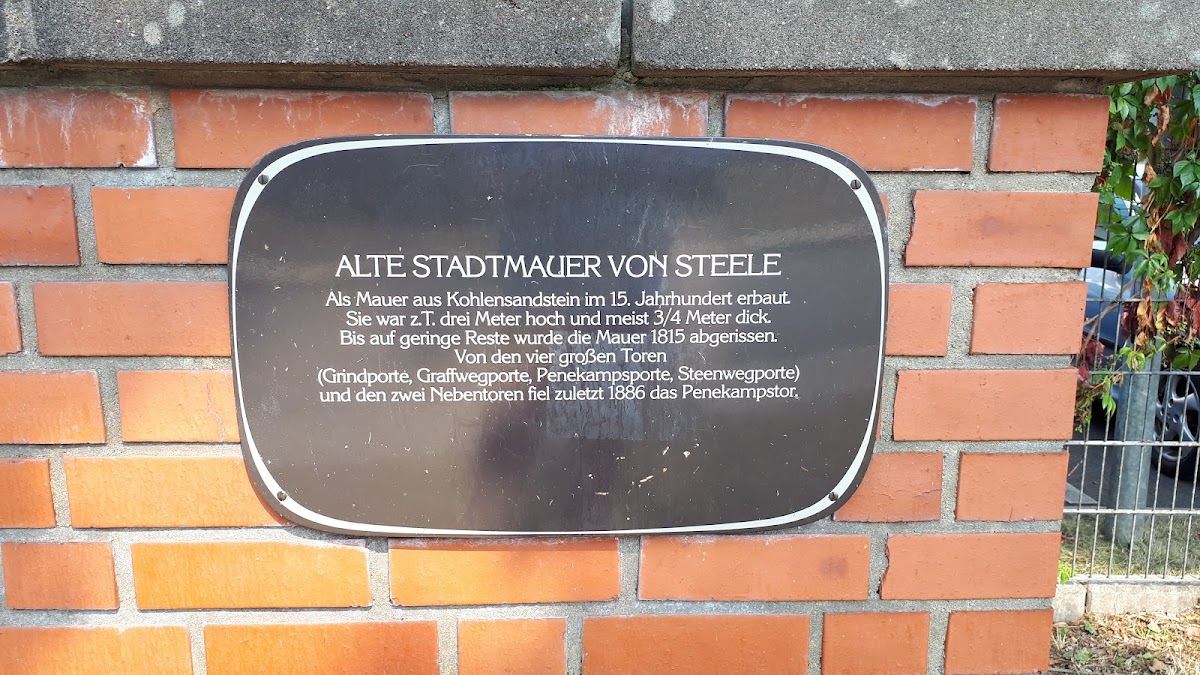 ALTE STADTMAUER VON STEELE
Als Mauer aus Kohlensandstein im 15. Jahrhundert erbaut.
Sie war z.T. drei Meter hoch und meist 3/4 Meter dick.
Bis auf geringe Reste wurde die Mauer 1815 abgerissen.
Von den vier großen Toren
(Grindporte, Graffwegporte, Penekampsporte, Steenwegporte)
und den zwei Nebentoren fiel zuletzt 1886 das Penekampstor.